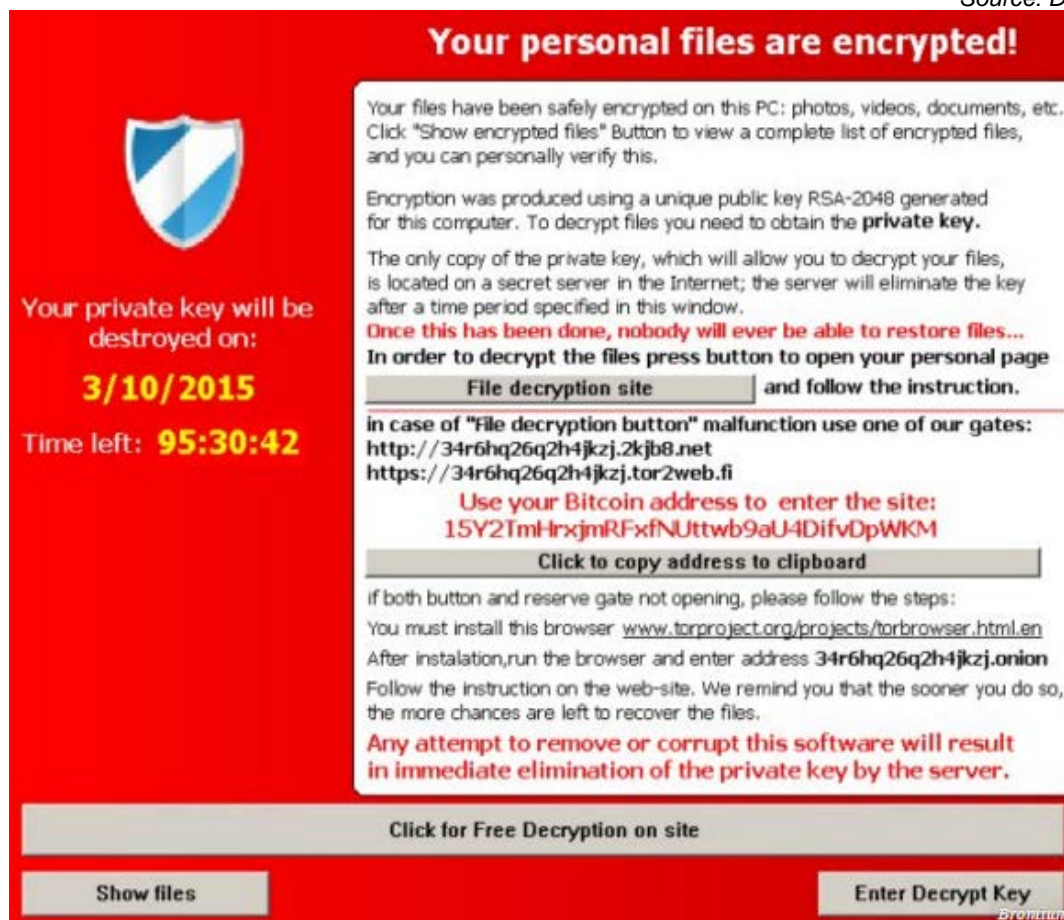 Source:
Your personal files are encrypted!
Your files have been safely encrypted on this PC: photos, videos, documents, etc.
Click "Show encrypted files" Button to view a complete list of encrypted files,
and you can personally verify this.
Encryption was produced using a unique public key RSA-2048 generated
for this computer. To decrypt files you need to obtain the private key.
The only copy of the private key, which will allow you to decrypt your files,
is located on a secret server in the Internet; the server will eliminate the key
after a time period specified in this window.
Once this has been done, nobody will ever be able to restore files...
In order to decrypt the files press button to open your personal page
File decryption site and follow the instruction.
in case of "File decryption button" malfunction use one of our gates:
http://34r6hq26q2h4jkzj.2kjb8.net
https://34r6hq26q2h4jkzj.tor2web.fi
Use your Bitcoin address to enter the site:
15Y2TmHrxjmRFxfNUttwb9aU4DifvDpWKM
Click to copy address to clipboard
if both button and reserve gate not opening, please follow the steps:
You must install this browser www.torproject.org/projects/torbrowser.html.en
After instalation,run the browser and enter address 34r6hq26q2h4jkzj.onion
Follow the instruction on the web-site. We remind you that the sooner you do so,
the more chances are left to recover the files.
Any attempt to remove or corrupt this software will result
in immediate elimination of the private key by the server.
Your private key will be
destroyed on:
3/10/2015
Time left: 95:30:42
Click for Free Decryption on site
Show files
Enter Decrypt Key